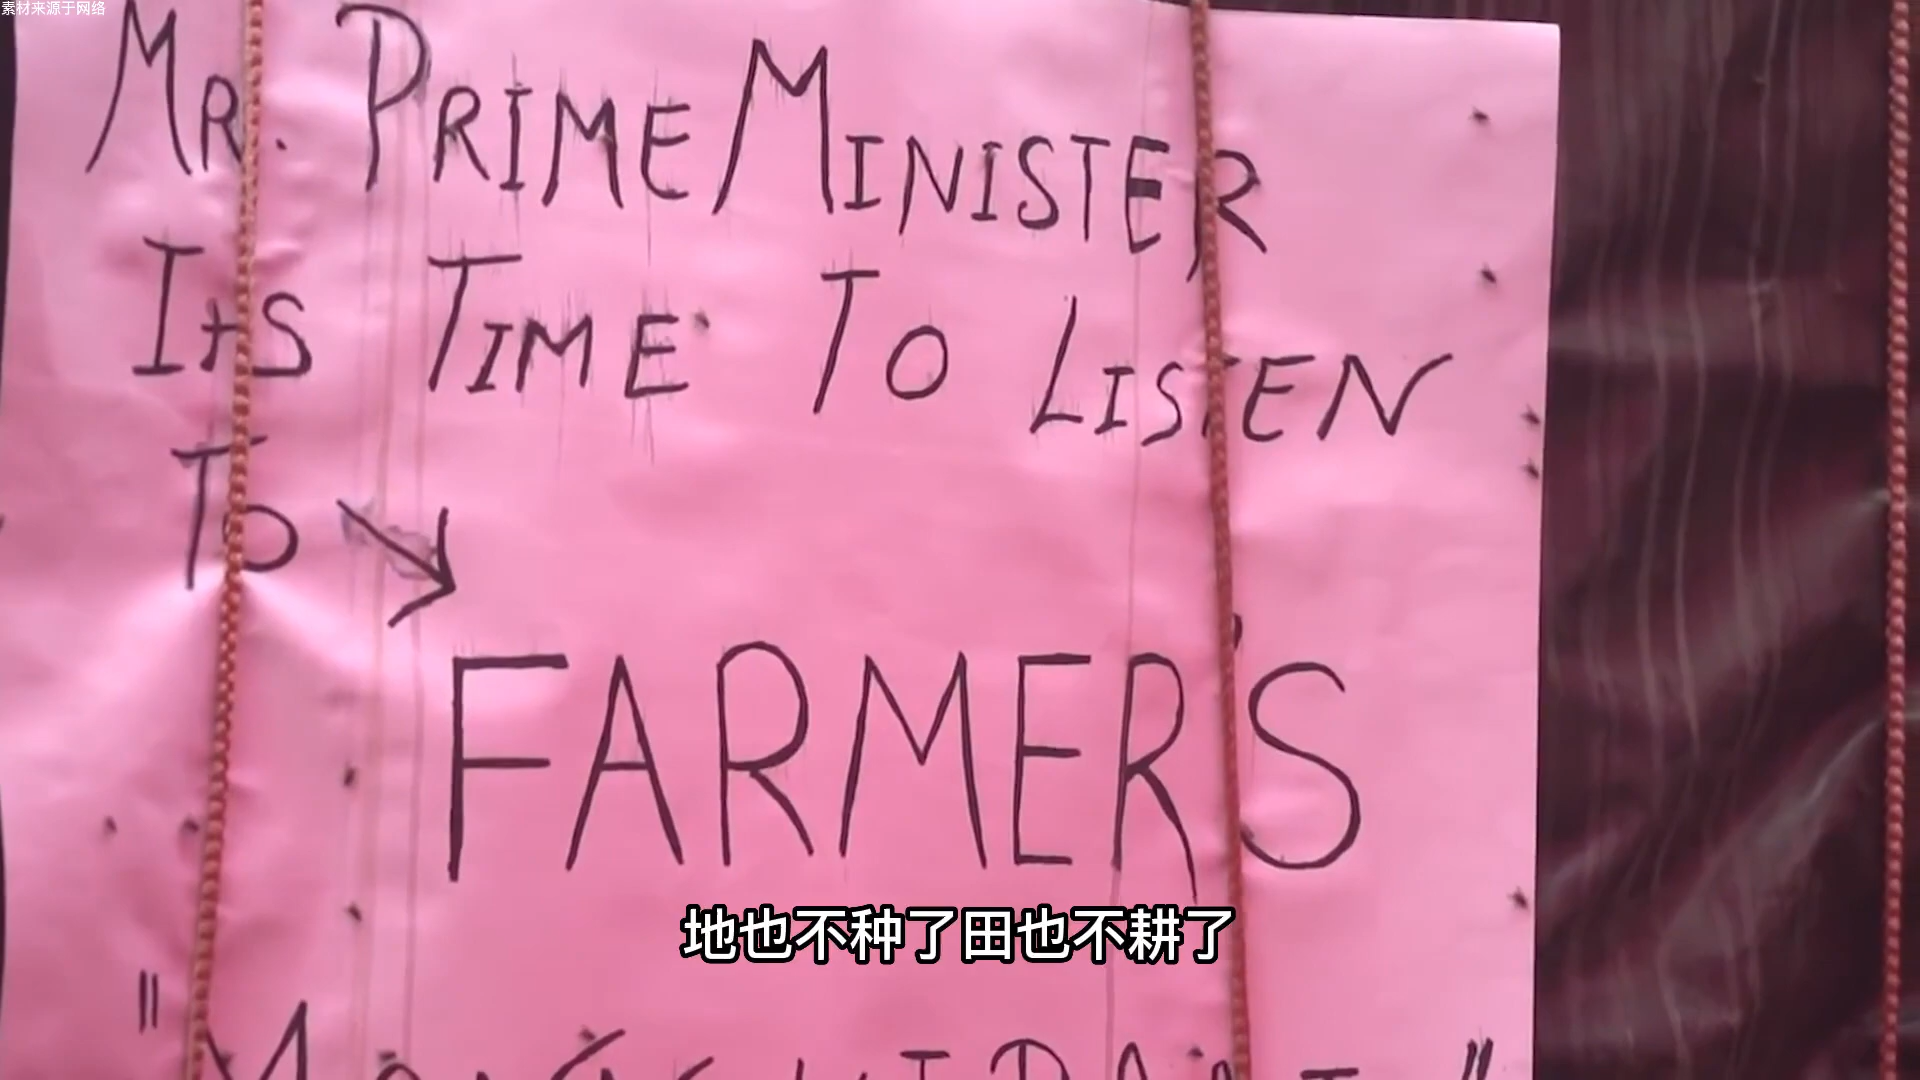 素材来源于网络
MR. PRIME MINISTER
ItS TIME TO LISTEN
TO
FARMER'S
地也不种了田也不耕了